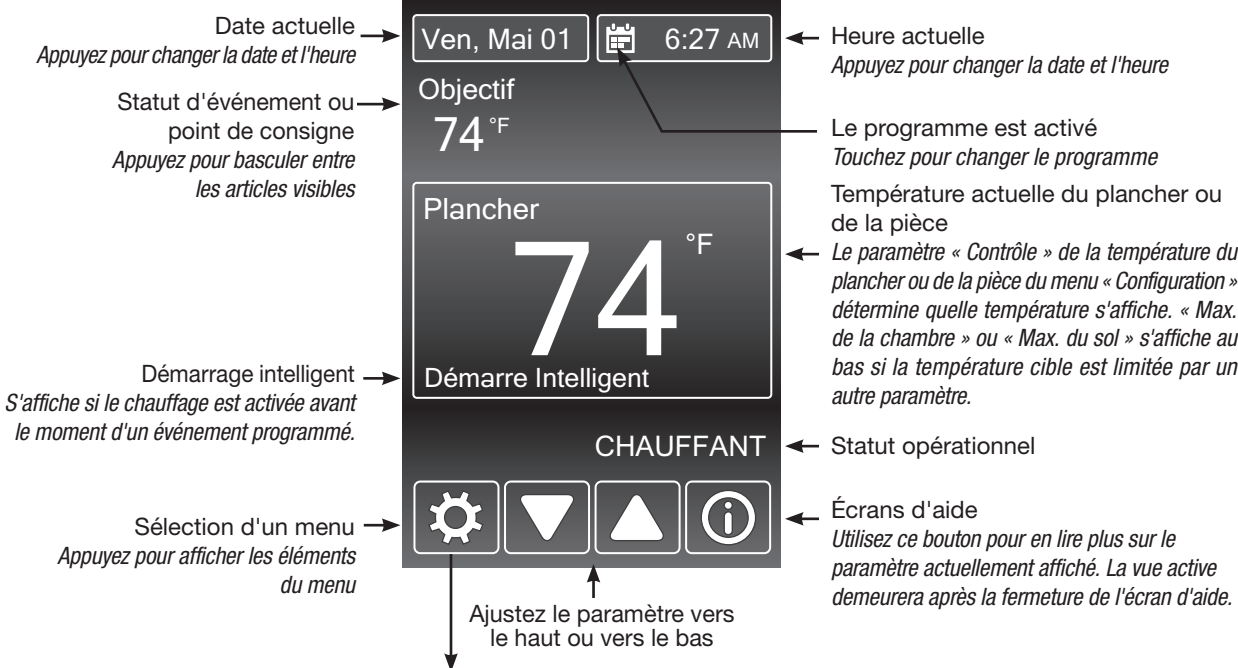 Date actuelle
Appuyez pour changer la date et l'heure
Statut d'événement ou
point de consigne
Appuyez pour basculer entre
les articles visibles
Démarrage intelligent
S'affiche si le chauffage est activée avant
le moment d'un événement programmé.
Sélection d'un menu
Appuyez pour afficher les éléments
du menu
Ven, Mai 01
6:27 AM
Objectif
74 °F
Plancher
74 °F
Démarre Intelligent
CHAUFFANT
Ajustez le paramètre vers
le haut ou vers le bas
Heure actuelle
Appuyez pour changer la date et l'heure
Le programme est activé
Touchez pour changer le programme
Température actuelle du plancher ou
de la pièce
Le paramètre « Contrôle » de la température du
plancher ou de la pièce du menu « Configuration »
détermine quelle température s'affiche. « Max.
de la chambre » ou « Max. du sol » s'affiche au
bas si la température cible est limitée par un
autre paramètre.
Statut opérationnel
Écrans d'aide
Utilisez ce bouton pour en lire plus sur le
paramètre actuellement affiché. La vue active
demeurera après la fermeture de l'écran d'aide.